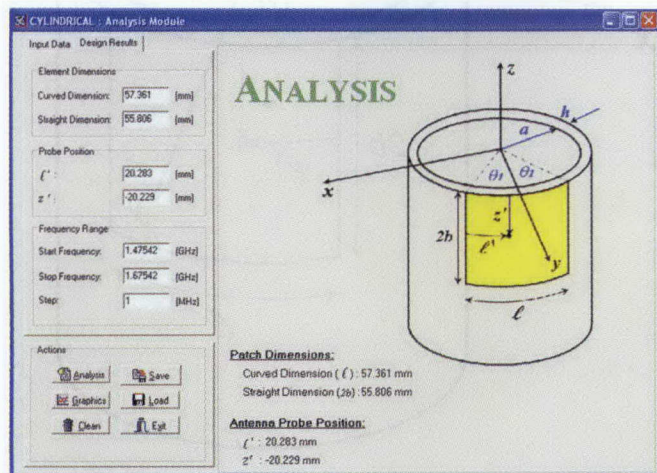 CYLINDRICAL : Analysis Module
Input Data Design Results
Element Dimensions
Curved Dimension: 57.361 [mm]
Straight Dimension: 55.806 [mm]
Probe Position
ℓ' : 20.283 [mm]
z' : -20.229 [mm]
Frequency Range
Start Frequency: 1.47542 [GHz]
Stop Frequency: 1.67542 [GHz]
Step: 1 [MHz]
Actions
Analysis Save
Graphics Load
Clean Exit
ANALYSIS
z
h
a
θ1 θ2
x
z'
2b
ℓ'
y
ℓ
Patch Dimensions:
Curved Dimension ( ℓ ) : 57.361 mm
Straight Dimension (2b) : 55.806 mm
Antenna Probe Position:
ℓ' : 20.283 mm
z' : -20.229 mm